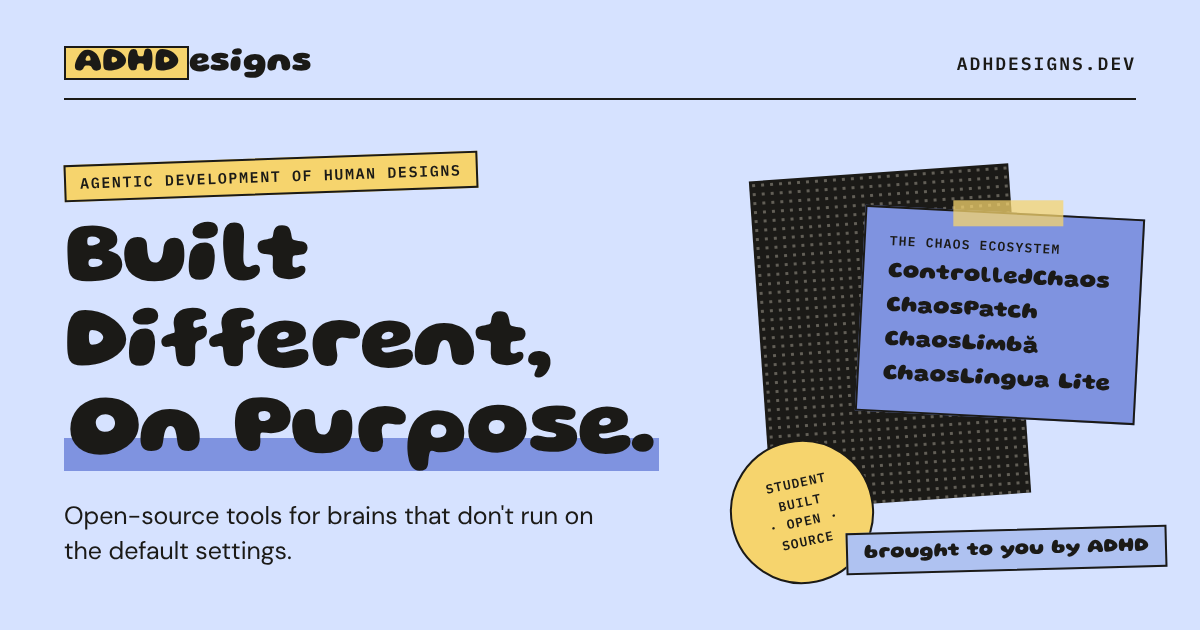 ADHDesigns
ADHDESIGNS.DEV
AGENTIC DEVELOPMENT OF HUMAN DESIGNS
Built
Different,
On Purpose.
Open-source tools for brains that don't run on
the default settings.
THE CHAOS ECOSYSTEM
ControlledChaos
ChaosPatch
ChaosLimbă
ChaosLingua Lite
STUDENT
BUILT
· OPEN ·
SOURCE
brought to you by ADHD